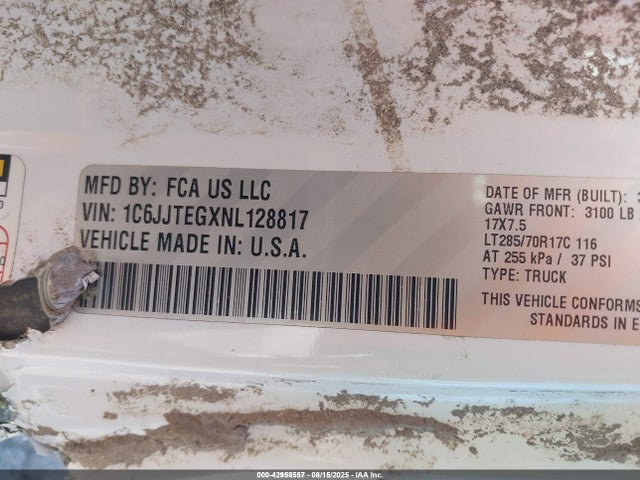 MFD BY: FCA US LLC
VIN: 1C6JJTEGXNL128817
VEHICLE MADE IN: U.S.A.
DATE OF MFR (BUILT): 3
GAWR FRONT: 3100 LB
17X7.5
LT285/70R17C 116
AT 255 kPa / 37 PSI
TYPE: TRUCK
THIS VEHICLE CONFORMS
STANDARDS IN E
000-42958557 - 06/15/2025 - IAA Inc.